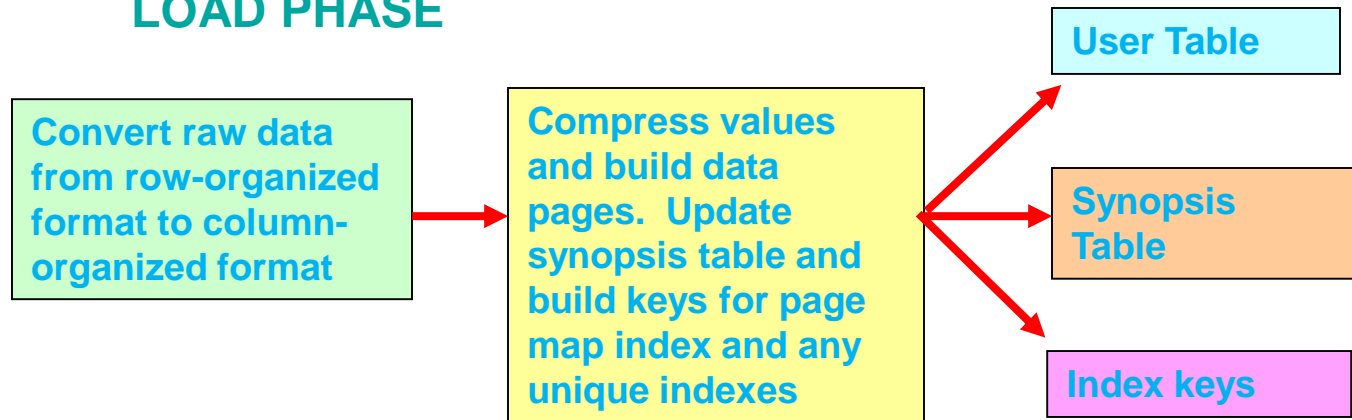 LOAD PHASE
Convert raw data
from row-organized
format to column-
organized format
Compress values
and build data
pages.  Update
synopsis table and
build keys for page
map index and any
unique indexes
User Table
Synopsis
Table
Index keys